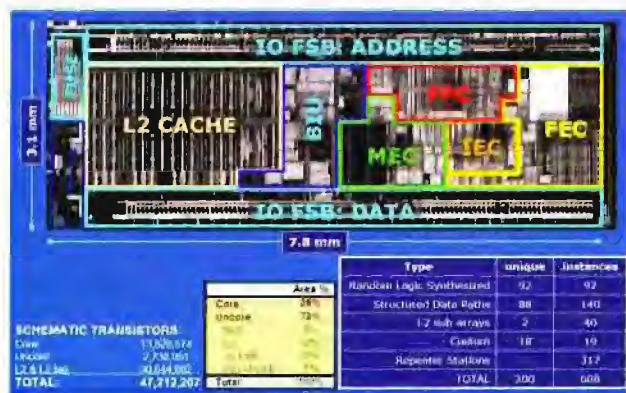 IO FSB: ADDRESS
L2 CACHE
BIU
FPC
MEC
IEC
FEC
IO FSB: DATA
3.1 mm
7.8 mm
Area %
Core
Uncore
Total
SCHEMATIC TRANSISTORS:
Core
Uncore
TOTAL: 47,212,207
Type unique Instances
Random Logic Synthesized 92 92
Structured Data Paths 88 140
L2 sub arrays 2 40
Custom 18 19
Repeater Stations 317
TOTAL 200 608